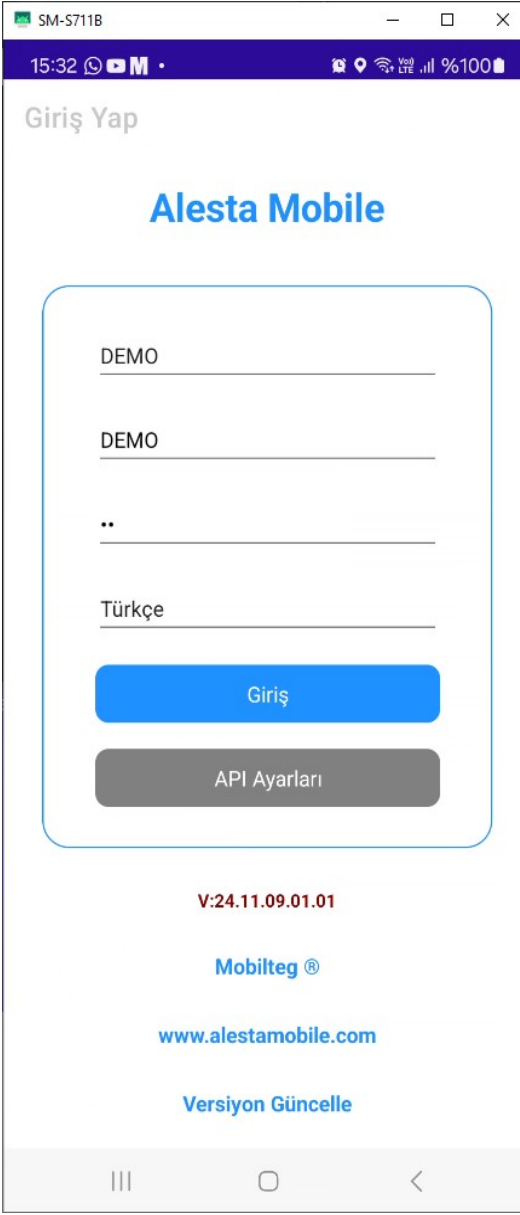 SM-S711B
15:32
%100
Giriş Yap
Alesta Mobile
DEMO
DEMO
••
Türkçe
Giriş
API Ayarları
V:24.11.09.01.01
Mobilteg ®
www.alestamobile.com
Versiyon Güncelle